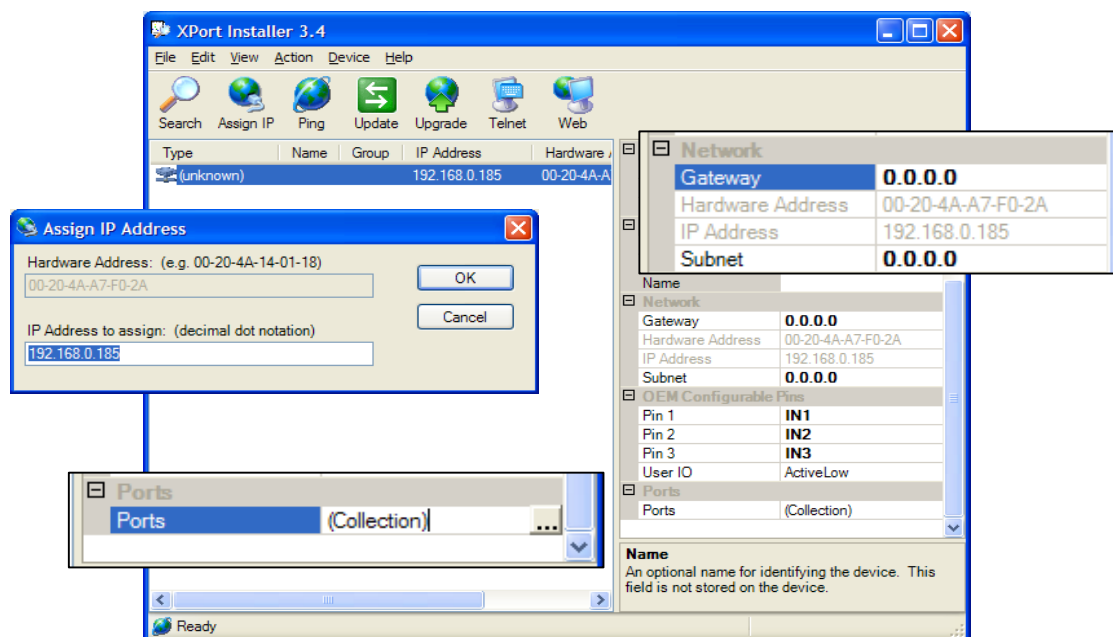 XPort Installer 3.4
File Edit View Action Device Help
Search Assign IP Ping Update Upgrade Telnet Web
Type Name Group IP Address Hardware
(unknown) 192.168.0.185 00-20-4A-A
Network
Gateway 0.0.0.0
Hardware Address 00-20-4A-A7-F0-2A
IP Address 192.168.0.185
Subnet 0.0.0.0
Assign IP Address
Hardware Address: (e.g. 00-20-4A-14-01-18)
00-20-4A-A7-F0-2A
OK
Cancel
IP Address to assign: (decimal dot notation)
192.168.0.185
Name
Network
Gateway 0.0.0.0
Hardware Address 00-20-4A-A7-F0-2A
IP Address 192.168.0.185
Subnet 0.0.0.0
OEM Configurable Pins
Pin 1 IN1
Pin 2 IN2
Pin 3 IN3
User IO ActiveLow
Ports
Ports (Collection)
Ports
Ports (Collection) ...
Name
An optional name for identifying the device. This
field is not stored on the device.
Ready